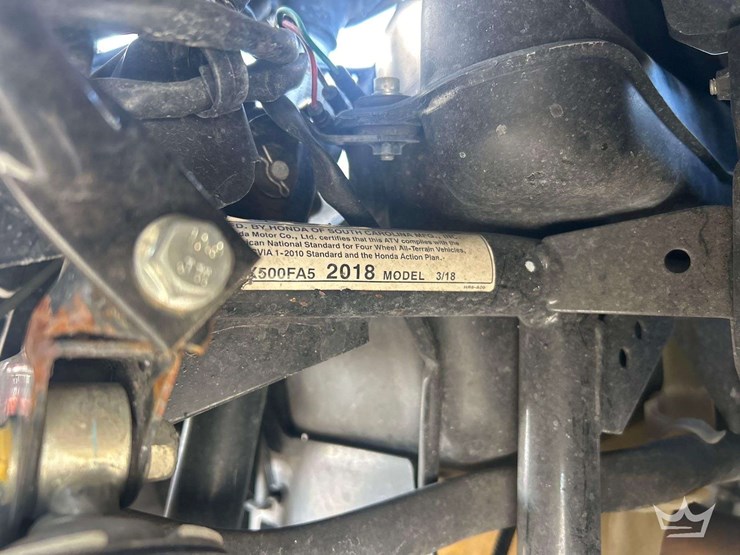 D. BY HONDA OF SOUTH CAROLINA MFG.,
da Motor Co., Ltd. certifies that this ATV complies with the
ican National Standard for Four Wheel All-Terrain Vehicles,
VIA 1-2010 Standard and the Honda Action Plan.
X500FA5 2018 MODEL 3/18